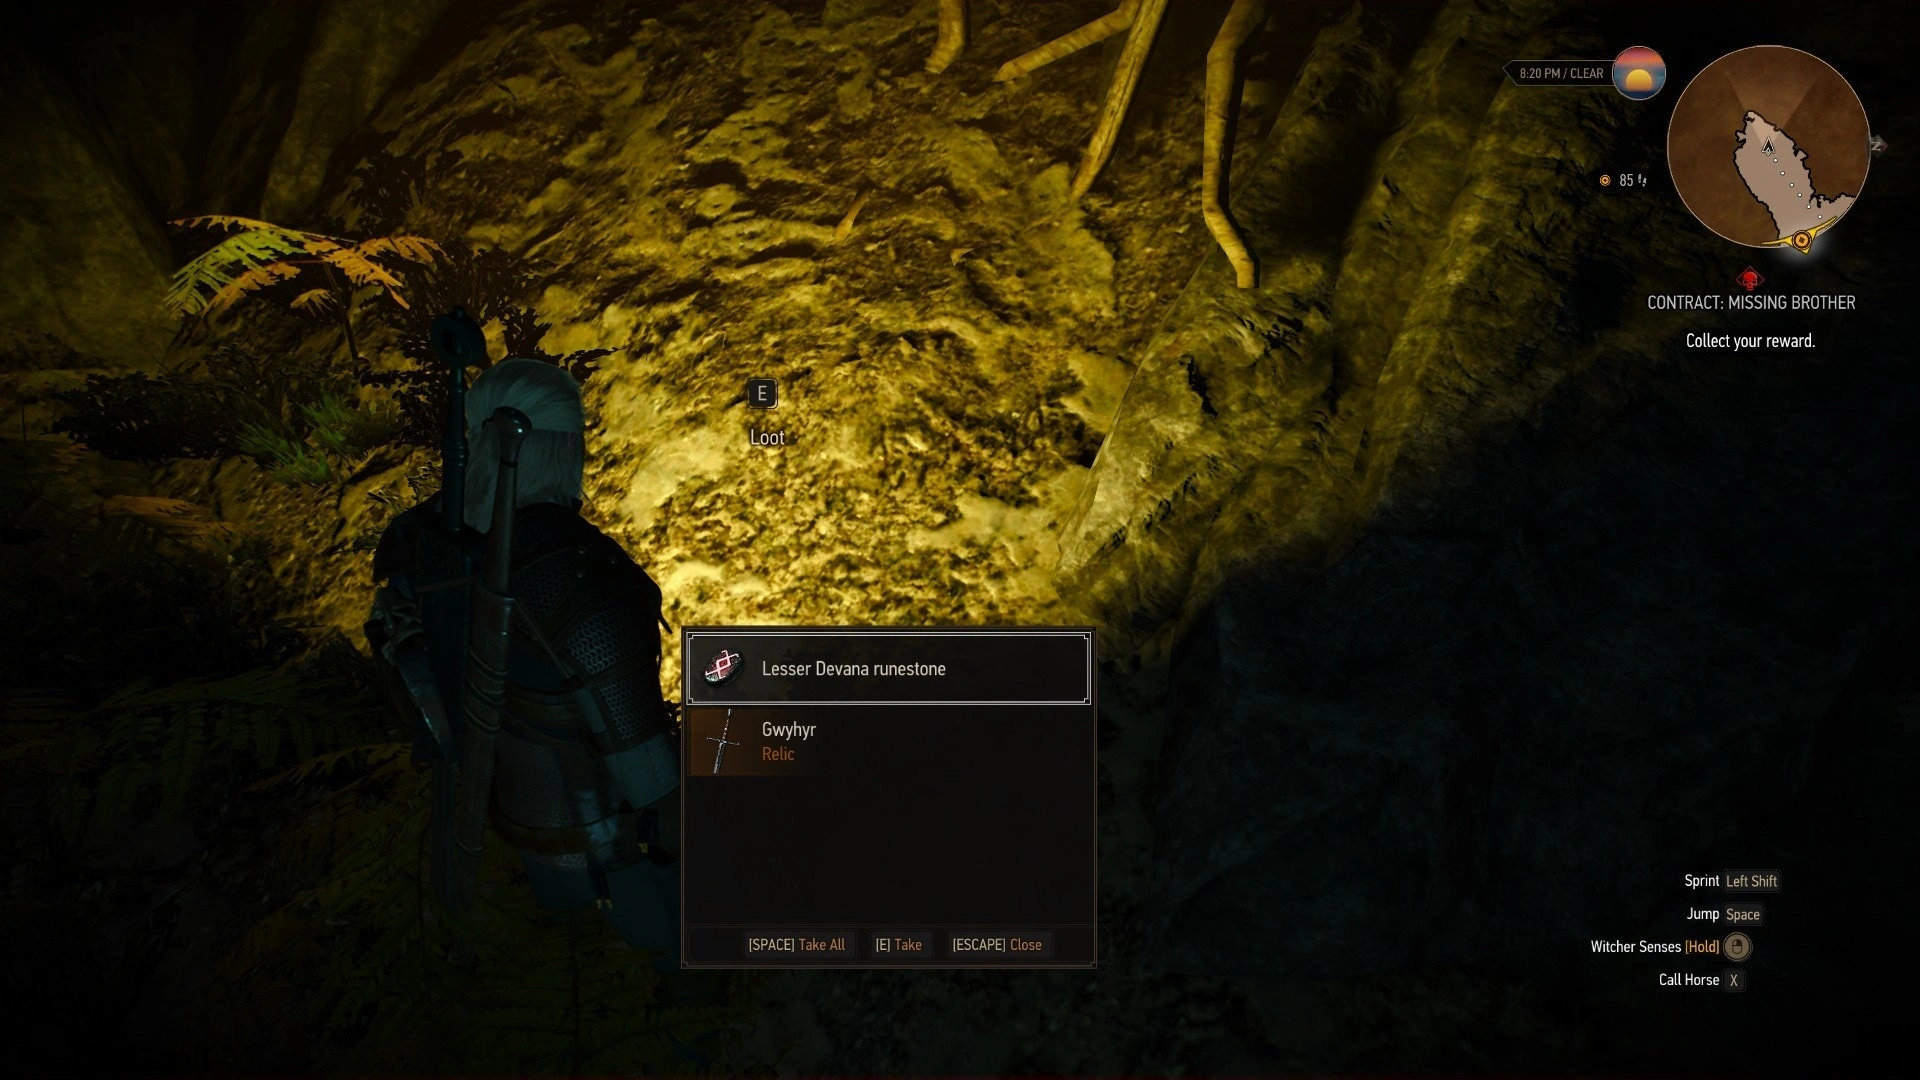 8:20 PM / CLEAR
Z
85
CONTRACT: MISSING BROTHER
Collect your reward.
E
Loot
Lesser Devana runestone
Gwyhyr
Relic
[SPACE] Take All [E] Take [ESCAPE] Close
Sprint Left Shift
Jump Space
Witcher Senses [Hold]
Call Horse X